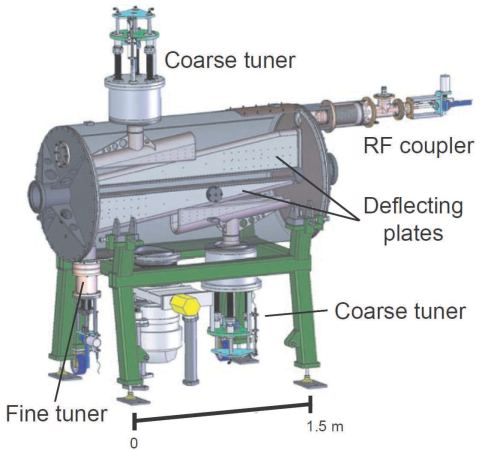 Coarse tuner
RF coupler
Deflecting
plates
Coarse tuner
Fine tuner
0
1.5 m